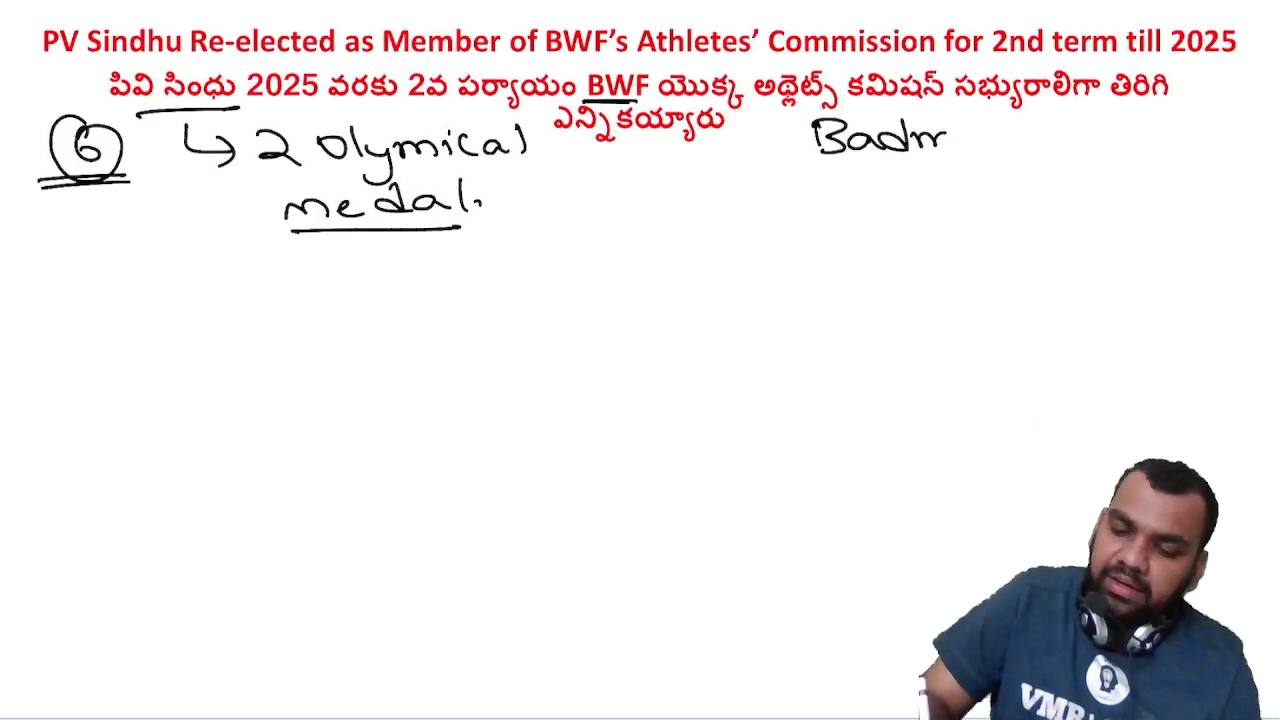 PV Sindhu Re-elected as Member of BWF’s Athletes’ Commission for 2nd term till 2025
పివి సింధు 2025 వరకు 2వ పర్యాయం BWF యొక్క అథ్లెట్స్ కమిషన్ సభ్యురాలిగా తిరిగి
ఎన్నికయ్యారు
6 2 Olymical Badm
medal.